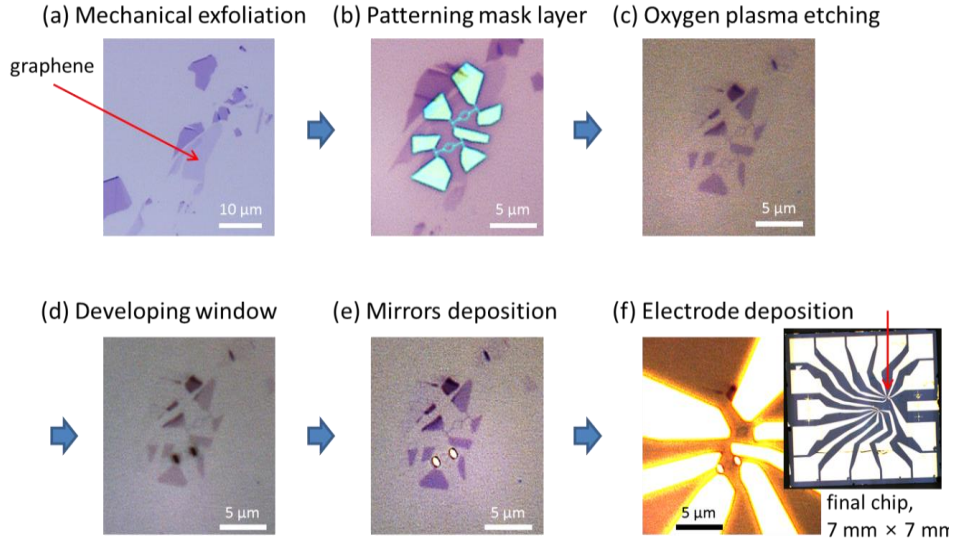 (a) Mechanical exfoliation
(b) Patterning mask layer
(c) Oxygen plasma etching
graphene
10 μm
5 μm
5 μm
(d) Developing window
(e) Mirrors deposition
(f) Electrode deposition
5 μm
5 μm
5 μm
final chip,
7 mm × 7 mm